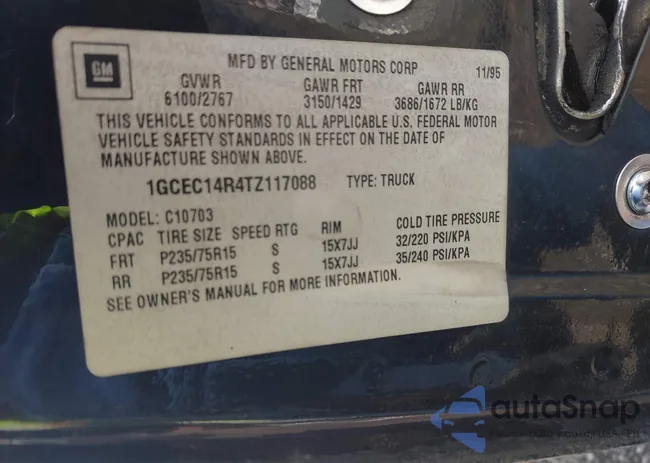 GM
MFD BY GENERAL MOTORS CORP 11/95
GVWR GAWR FRT GAWR RR
6100/2767 3150/1429 3686/1672 LB/KG
THIS VEHICLE CONFORMS TO ALL APPLICABLE U.S. FEDERAL MOTOR
VEHICLE SAFETY STANDARDS IN EFFECT ON THE DATE OF
MANUFACTURE SHOWN ABOVE.
1GCEC14R4TZ117088 TYPE: TRUCK
MODEL: C10703
CPAC TIRE SIZE SPEED RTG RIM COLD TIRE PRESSURE
FRT P235/75R15 S 15X7JJ 32/220 PSI/KPA
RR P235/75R15 S 15X7JJ 35/240 PSI/KPA
SEE OWNER'S MANUAL FOR MORE INFORMATION.
autoSnap